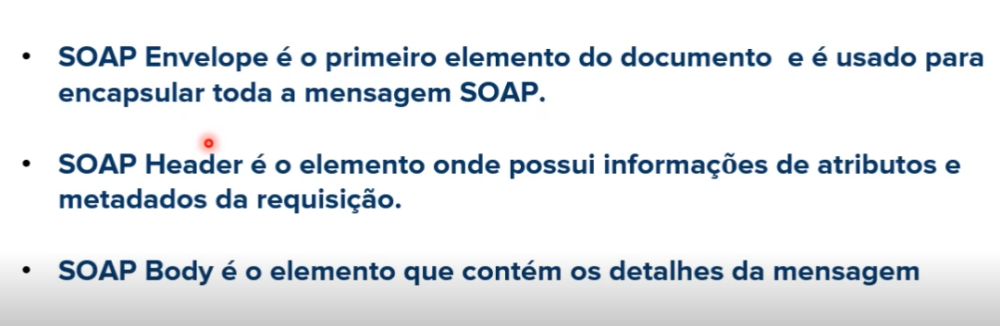 • SOAP Envelope é o primeiro elemento do documento  e é usado para
encapsular toda a mensagem SOAP.
• SOAP Header é o elemento onde possui informações de atributos e
metadados da requisição.
• SOAP Body é o elemento que contém os detalhes da mensagem